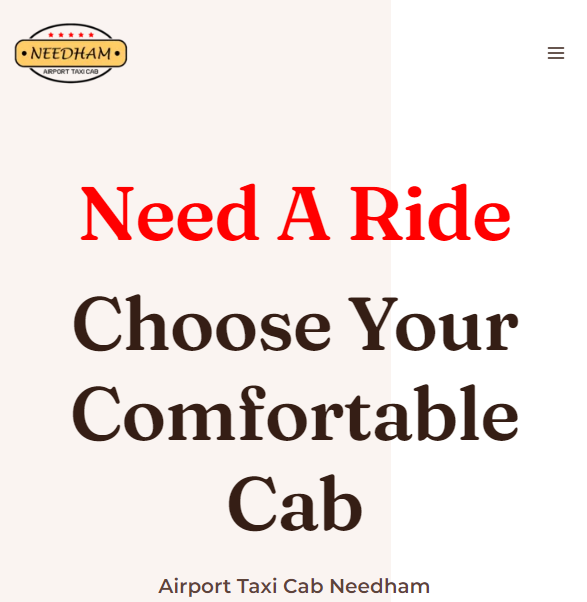 • NEEDHAM •
AIRPORT TAXI CAB
Need A Ride
Choose Your
Comfortable
Cab
Airport Taxi Cab Needham